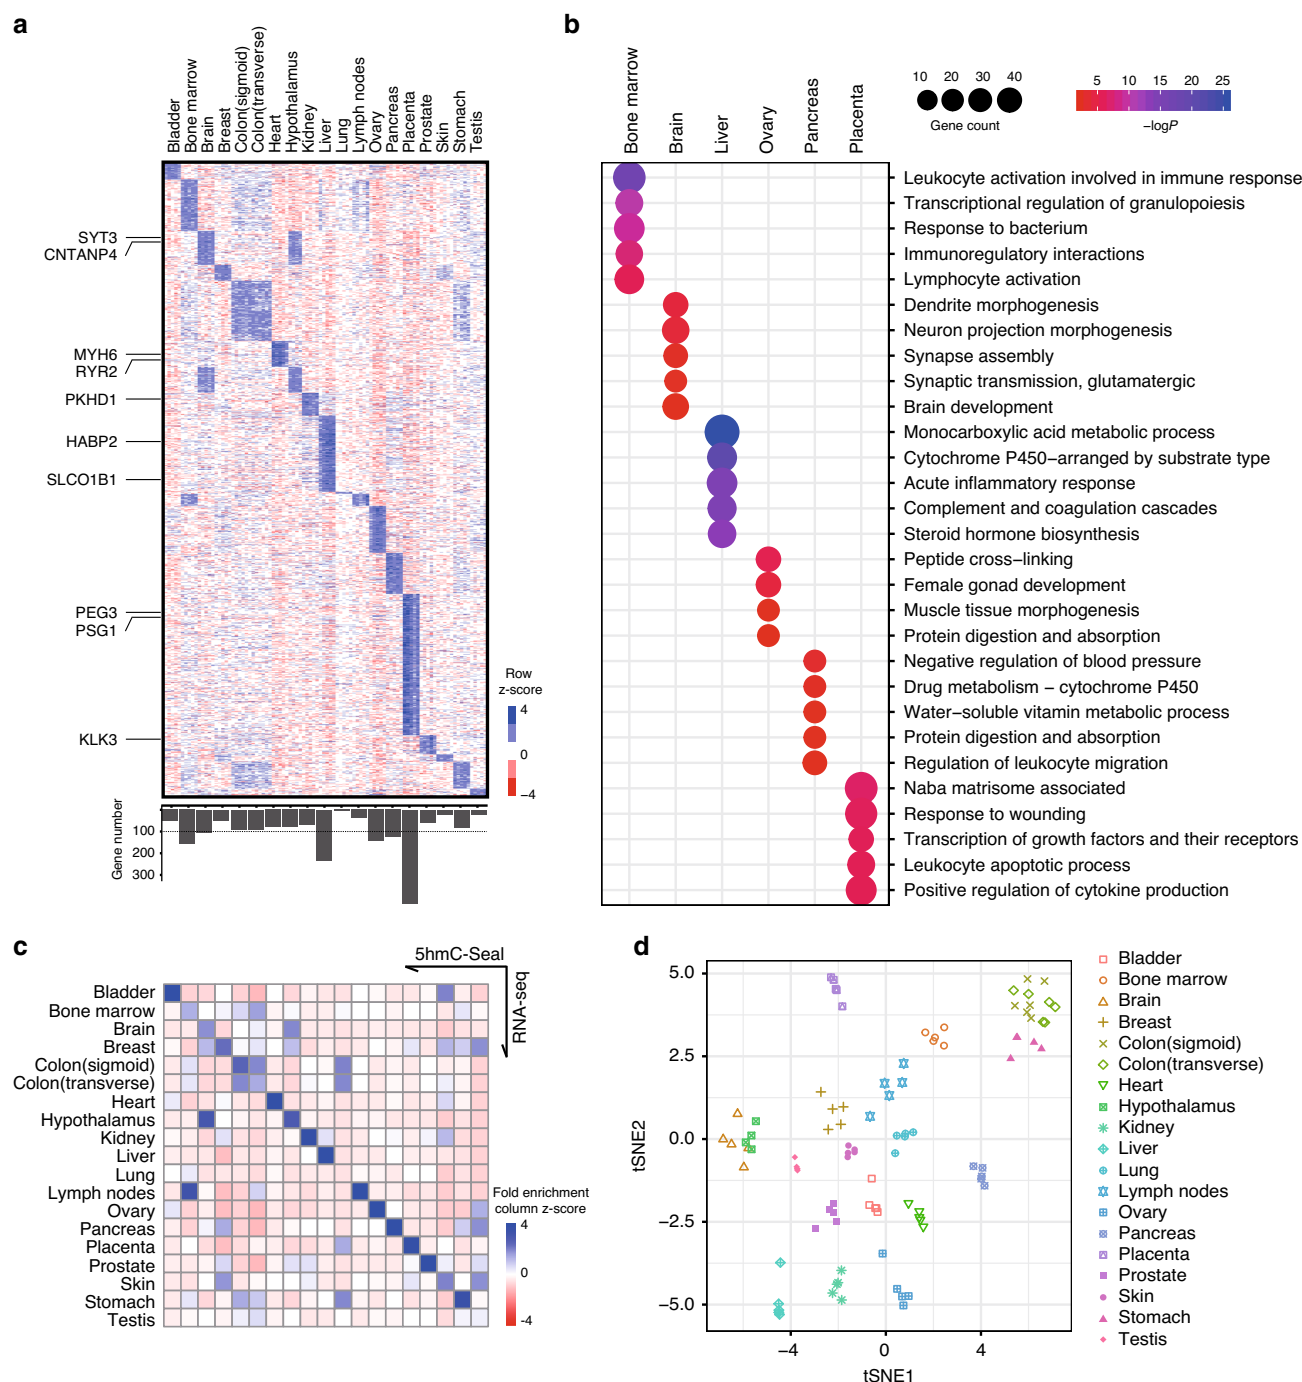 a
Bladder
Bone marrow
Brain
Breast
Colon(sigmoid)
Colon(transverse)
Heart
Hypothalamus
Kidney
Liver
Lung
Lymph nodes
Ovary
Pancreas
Placenta
Prostate
Skin
Stomach
Testis
SYT3
CNTANP4
MYH6
RYR2
PKHD1
HABP2
SLCO1B1
PEG3
PSG1
KLK3
Row
z-score
4
0
−4
Gene number
100
200
300
b
Bone marrow
Brain
Liver
Ovary
Pancreas
Placenta
10 20 30 40
Gene count
5 10 15 20 25
−logP
Leukocyte activation involved in immune response
Transcriptional regulation of granulopoiesis
Response to bacterium
Immunoregulatory interactions
Lymphocyte activation
Dendrite morphogenesis
Neuron projection morphogenesis
Synapse assembly
Synaptic transmission, glutamatergic
Brain development
Monocarboxylic acid metabolic process
Cytochrome P450−arranged by substrate type
Acute inflammatory response
Complement and coagulation cascades
Steroid hormone biosynthesis
Peptide cross−linking
Female gonad development
Muscle tissue morphogenesis
Protein digestion and absorption
Negative regulation of blood pressure
Drug metabolism − cytochrome P450
Water−soluble vitamin metabolic process
Protein digestion and absorption
Regulation of leukocyte migration
Naba matrisome associated
Response to wounding
Transcription of growth factors and their receptors
Leukocyte apoptotic process
Positive regulation of cytokine production
c
5hmC-Seal
RNA-seq
Bladder
Bone marrow
Brain
Breast
Colon(sigmoid)
Colon(transverse)
Heart
Hypothalamus
Kidney
Liver
Lung
Lymph nodes
Ovary
Pancreas
Placenta
Prostate
Skin
Stomach
Testis
Fold enrichment
column z-score
4
0
-4
d
tSNE2
5.0
2.5
0.0
−2.5
−5.0
−4 0 4
tSNE1
Bladder
Bone marrow
Brain
Breast
Colon(sigmoid)
Colon(transverse)
Heart
Hypothalamus
Kidney
Liver
Lung
Lymph nodes
Ovary
Pancreas
Placenta
Prostate
Skin
Stomach
Testis